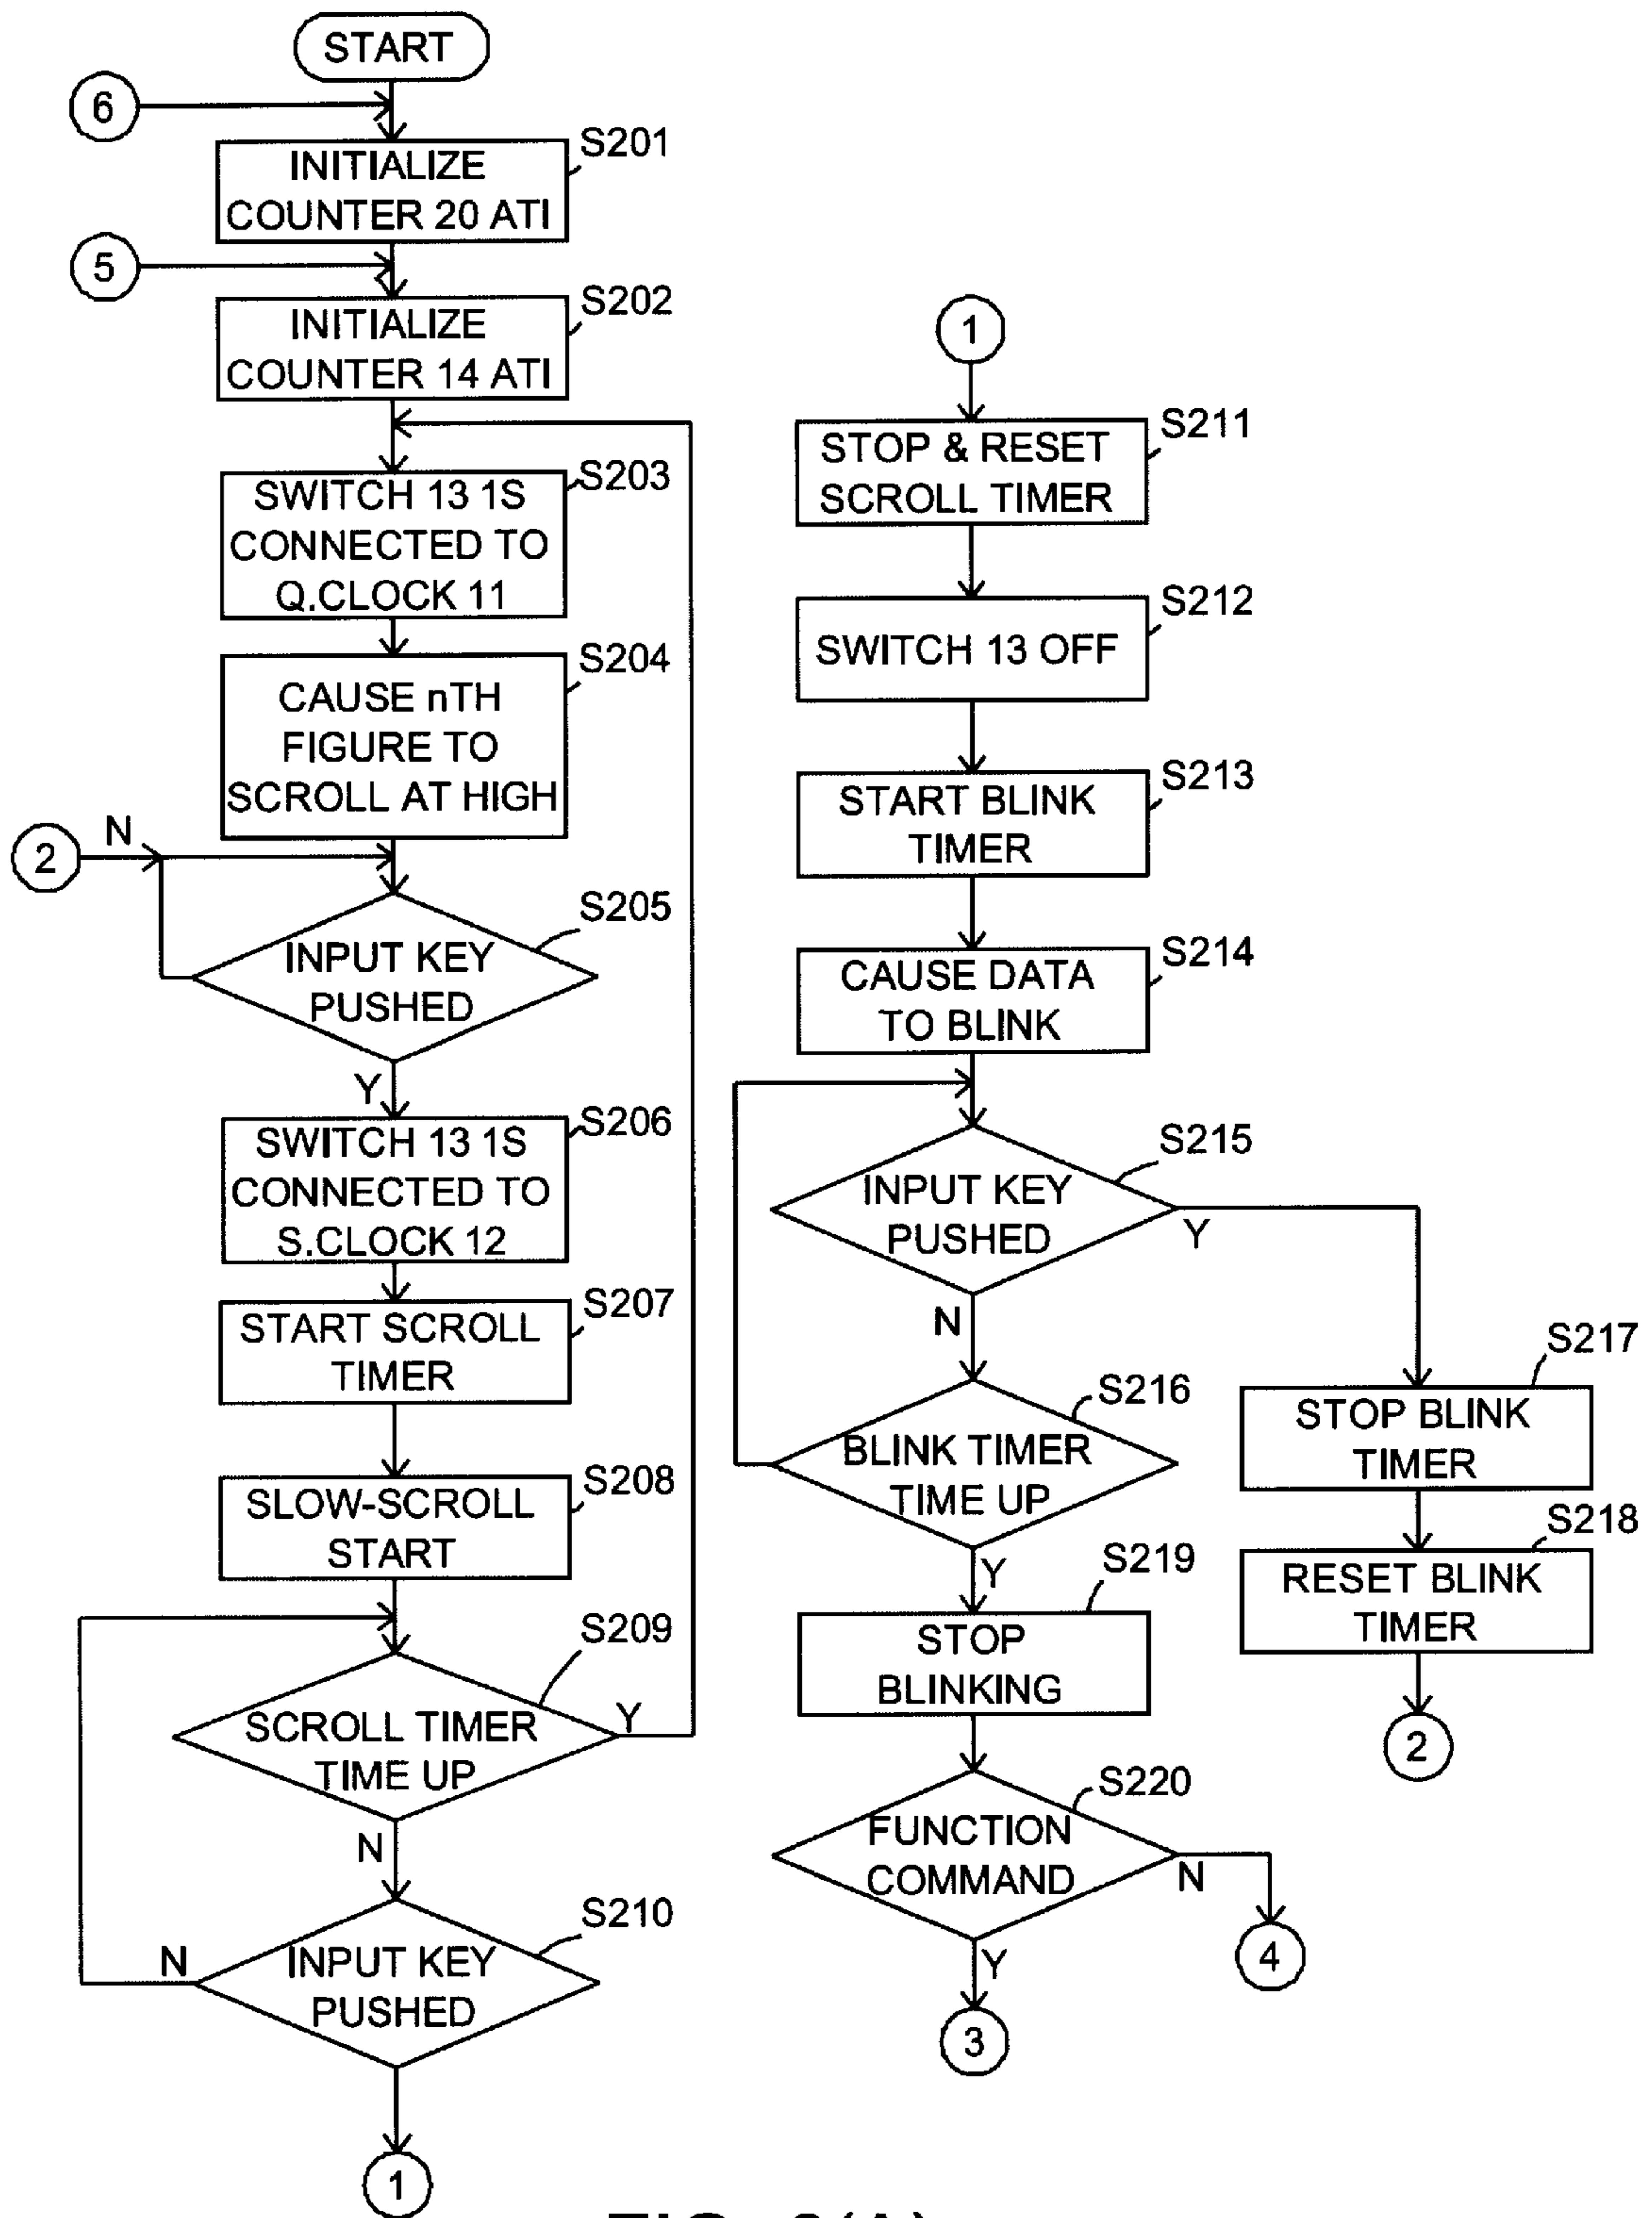 START
6
S201
INITIALIZE
COUNTER 20 ATI
5
S202
INITIALIZE
COUNTER 14 ATI
S203
SWITCH 13 1S
CONNECTED TO
Q.CLOCK 11
S204
CAUSE nTH
FIGURE TO
SCROLL AT HIGH
2
N
S205
INPUT KEY
PUSHED
Y
S206
SWITCH 13 1S
CONNECTED TO
S.CLOCK 12
S207
START SCROLL
TIMER
S208
SLOW-SCROLL
START
S209
SCROLL TIMER
TIME UP
Y
N
S210
INPUT KEY
PUSHED
N
1
1
S211
STOP & RESET
SCROLL TIMER
S212
SWITCH 13 OFF
S213
START BLINK
TIMER
S214
CAUSE DATA
TO BLINK
S215
INPUT KEY
PUSHED
Y
N
S216
BLINK TIMER
TIME UP
Y
S217
STOP BLINK
TIMER
S218
RESET BLINK
TIMER
2
S219
STOP
BLINKING
S220
FUNCTION
COMMAND
N
4
Y
3